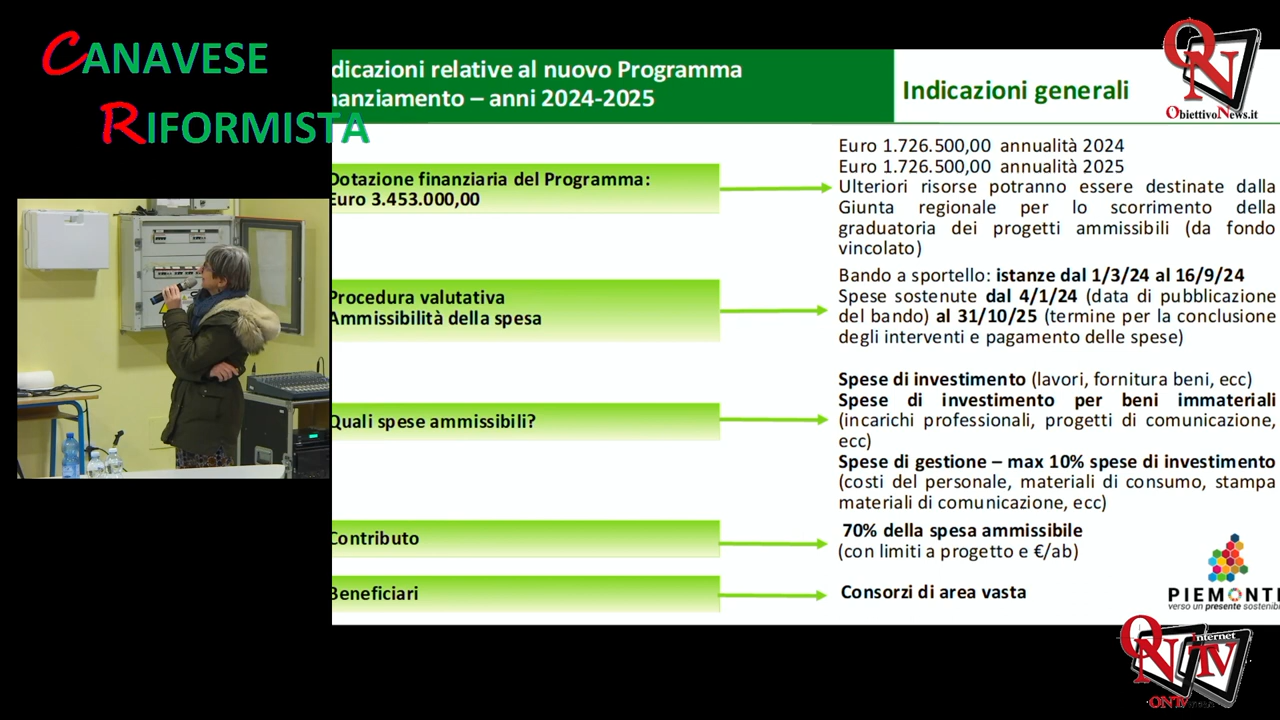 CANAVESE
RIFORMISTA
dicazioni relative al nuovo Programma
nanziamento – anni 2024-2025
Indicazioni generali
ON
ObiettivoNews.it
Dotazione finanziaria del Programma:
Euro 3.453.000,00
Euro 1.726.500,00 annualità 2024
Euro 1.726.500,00 annualità 2025
Ulteriori risorse potranno essere destinate dalla
Giunta regionale per lo scorrimento della
graduatoria dei progetti ammissibili (da fondo
vincolato)
Procedura valutativa
Ammissibilità della spesa
Bando a sportello: istanze dal 1/3/24 al 16/9/24
Spese sostenute dal 4/1/24 (data di pubblicazione
del bando) al 31/10/25 (termine per la conclusione
degli interventi e pagamento delle spese)
Quali spese ammissibili?
Spese di investimento (lavori, fornitura beni, ecc)
Spese di investimento per beni immateriali
(incarichi professionali, progetti di comunicazione,
ecc)
Spese di gestione – max 10% spese di investimento
(costi del personale, materiali di consumo, stampa
materiali di comunicazione, ecc)
Contributo
70% della spesa ammissibile
(con limiti a progetto e €/ab)
Beneficiari
Consorzi di area vasta
PIEMONTE
verso un presente sostenibi
ON
internet
TV